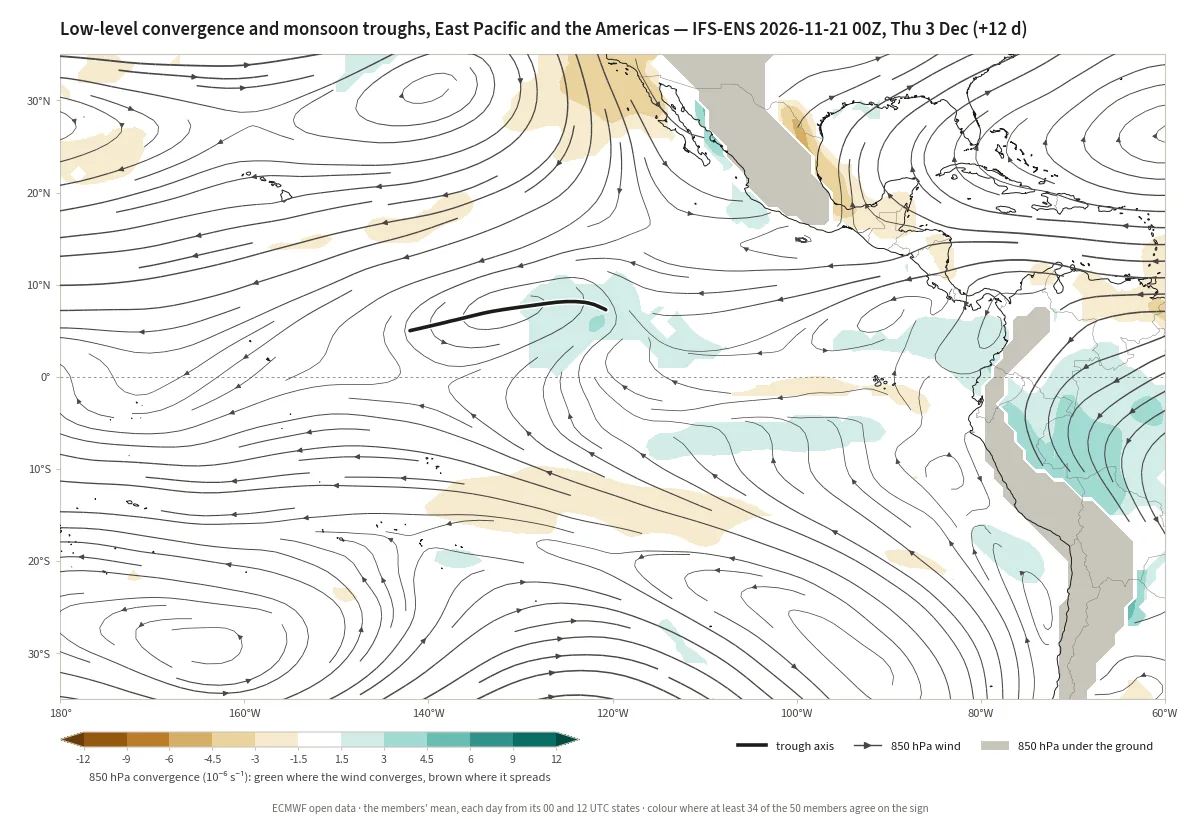 Low-level convergence and monsoon troughs, East Pacific and the Americas — IFS-ENS 2026-11-21 00Z, Thu 3 Dec (+12 d)
30°N
20°N
10°N
0°
10°S
20°S
30°S
180° 160°W 140°W 120°W 100°W 80°W 60°W
-12 -9 -6 -4.5 -3 -1.5 1.5 3 4.5 6 9 12
850 hPa convergence (10⁻⁶ s⁻¹): green where the wind converges, brown where it spreads
trough axis 850 hPa wind 850 hPa under the ground
ECMWF open data · the members' mean, each day from its 00 and 12 UTC states · colour where at least 34 of the 50 members agree on the sign